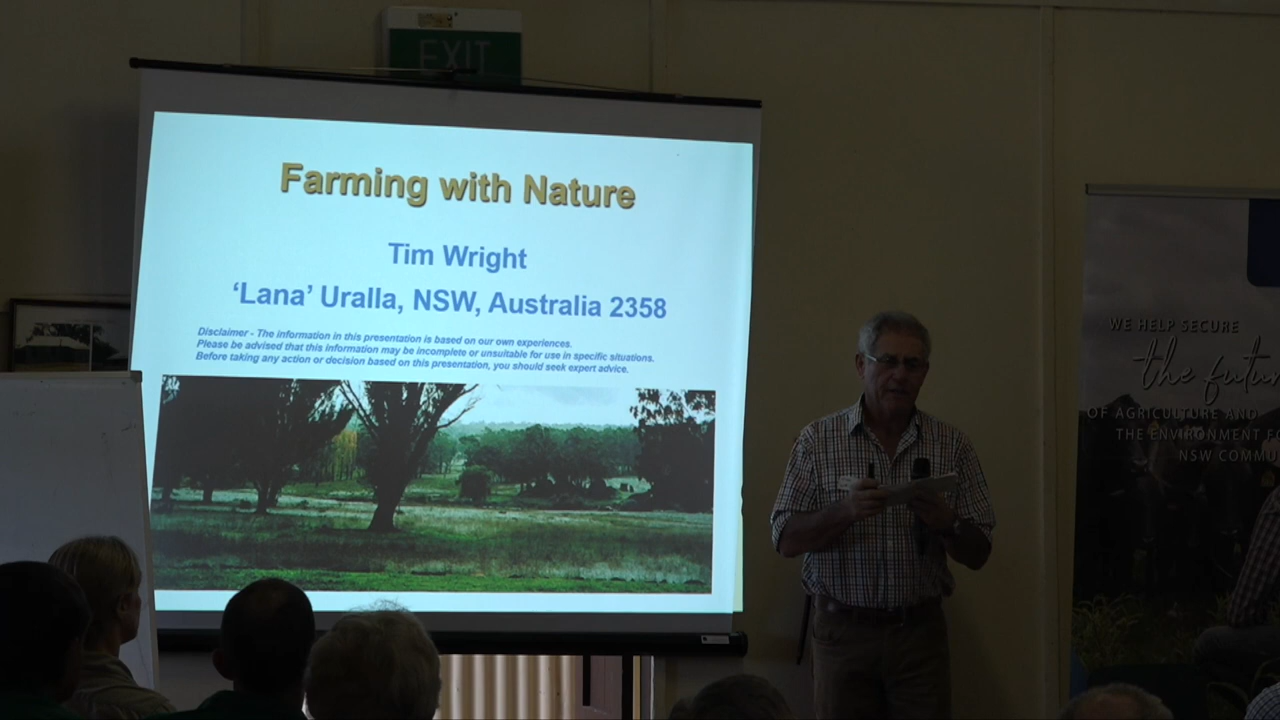 EXIT
Farming with Nature
Tim Wright
‘Lana’ Uralla, NSW, Australia 2358
Disclaimer - The information in this presentation is based on our own experiences.
Please be advised that this information may be incomplete or unsuitable for use in specific situations.
Before taking any action or decision based on this presentation, you should seek expert advice.
WE HELP SECURE
the futur
OF AGRICULTURE AND
THE ENVIRONMENT FO
NSW COMMU